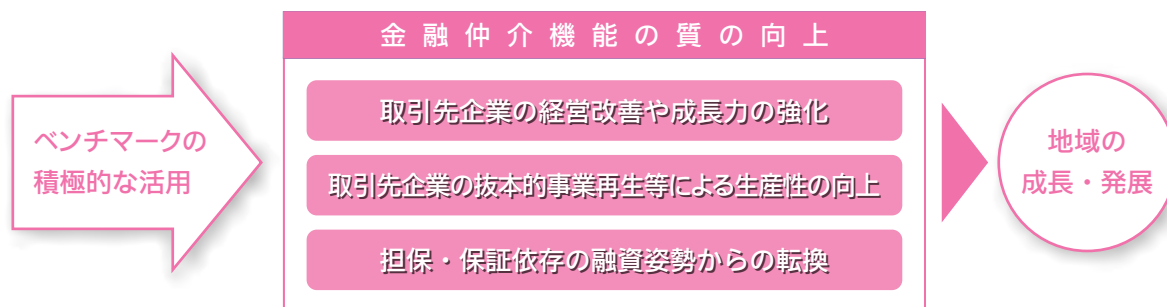 金融仲介機能の質の向上
ベンチマークの
積極的な活用
取引先企業の経営改善や成長力の強化
取引先企業の抜本的事業再生等による生産性の向上
担保・保証依存の融資姿勢からの転換
地域の
成長・発展